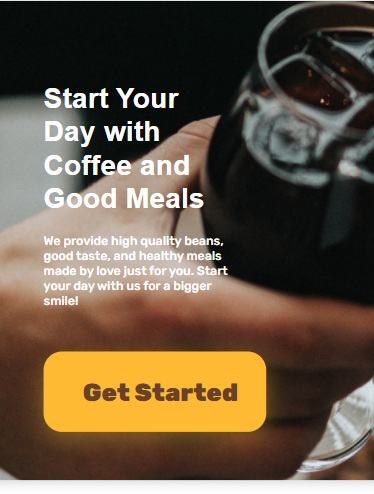 Start Your
Day with
Coffee and
Good Meals
We provide high quality beans,
good taste, and healthy meals
made by love just for you. Start
your day with us for a bigger
smile!
Get Started